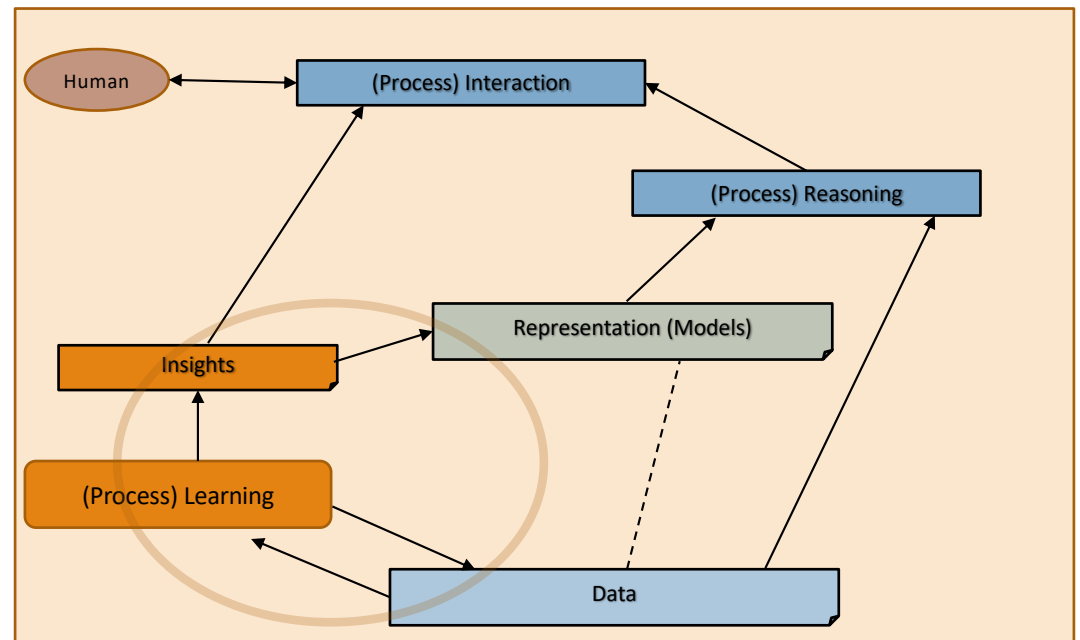 Human
(Process) Interaction
(Process) Reasoning
Representation (Models)
Insights
(Process) Learning
Data